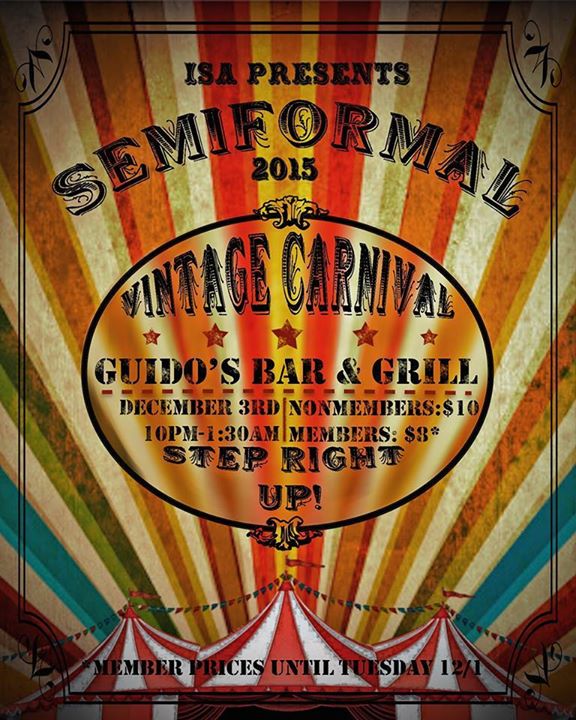 ISA PRESENTS
SEMIFORMAL
2015
VINTAGE CARNIVAL
GUIDO'S BAR & GRILL
DECEMBER 3RD|NONMEMBERS:$10
10PM-1:30AM|MEMBERS: $8*
STEP RIGHT
UP!
*MEMBER PRICES UNTIL TUESDAY 12/1